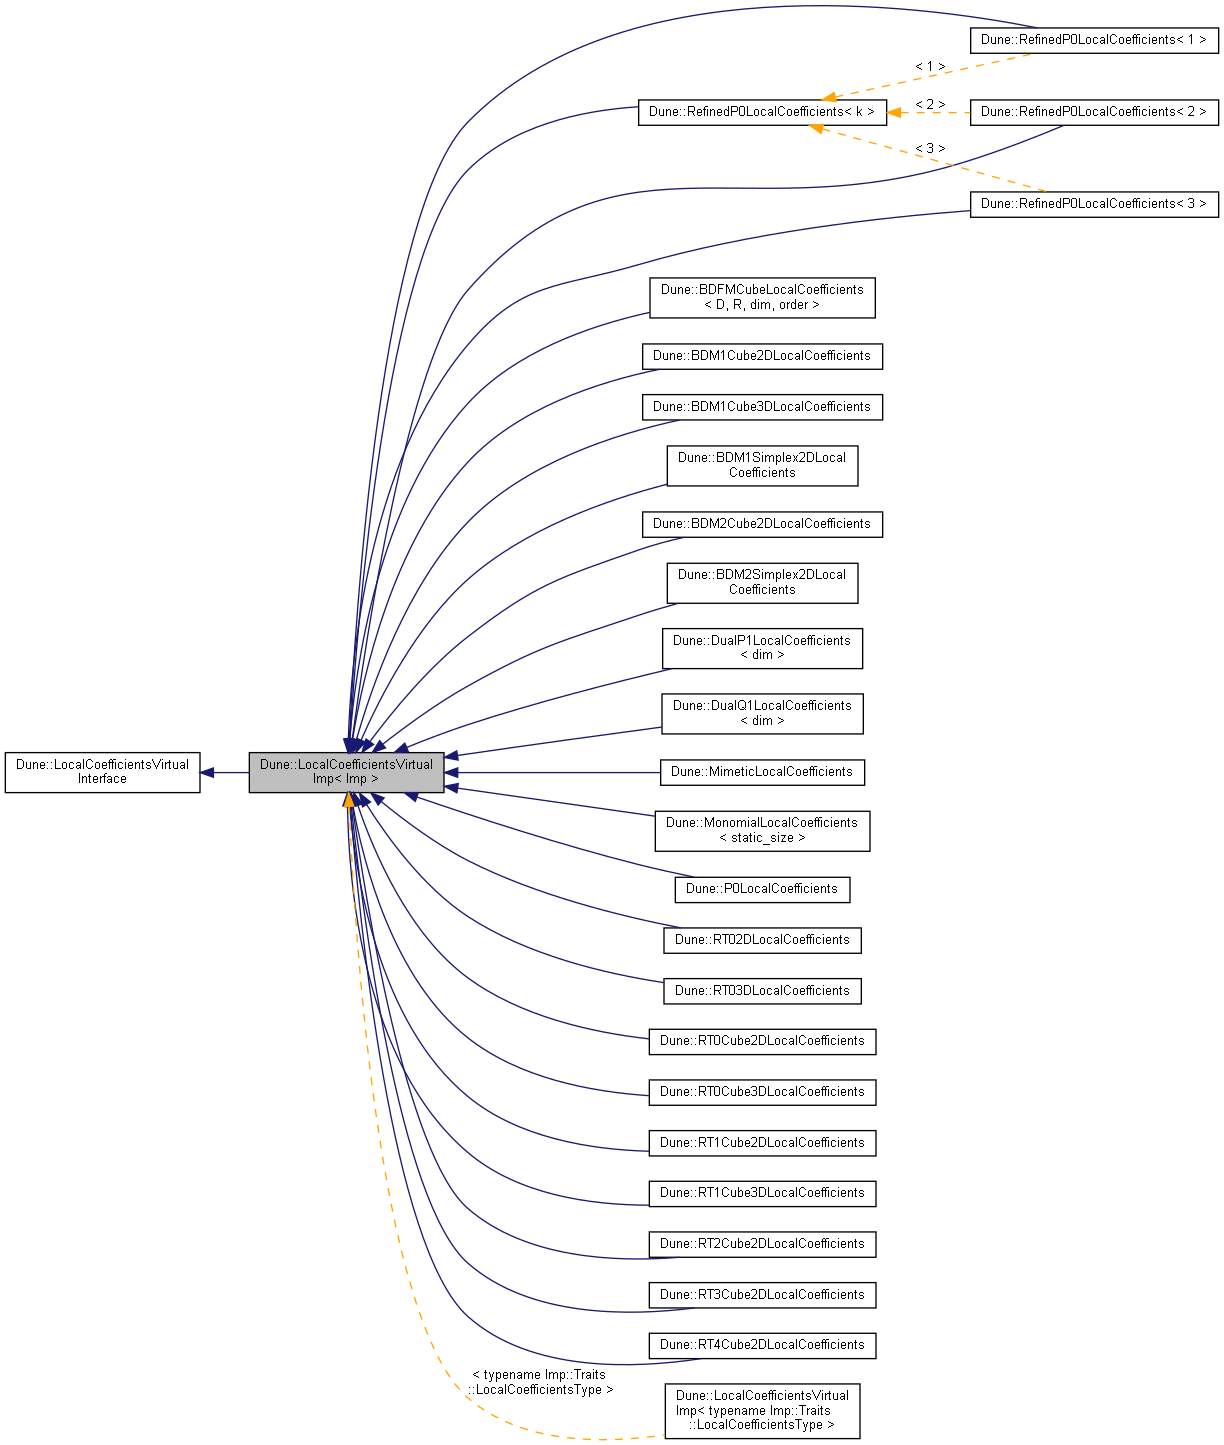 Dune::RefinedP0LocalCoefficients< 1 >
< 1 >
Dune::RefinedP0LocalCoefficients< k >
< 2 >
Dune::RefinedP0LocalCoefficients< 2 >
< 3 >
Dune::RefinedP0LocalCoefficients< 3 >
Dune::BDFMCubeLocalCoefficients
< D, R, dim, order >
Dune::BDM1Cube2DLocalCoefficients
Dune::BDM1Cube3DLocalCoefficients
Dune::BDM1Simplex2DLocal
Coefficients
Dune::BDM2Cube2DLocalCoefficients
Dune::BDM2Simplex2DLocal
Coefficients
Dune::DualP1LocalCoefficients
< dim >
Dune::DualQ1LocalCoefficients
< dim >
Dune::LocalCoefficientsVirtual
Interface
Dune::LocalCoefficientsVirtual
Imp< Imp >
Dune::MimeticLocalCoefficients
Dune::MonomialLocalCoefficients
< static_size >
Dune::P0LocalCoefficients
Dune::RT02DLocalCoefficients
Dune::RT03DLocalCoefficients
Dune::RT0Cube2DLocalCoefficients
Dune::RT0Cube3DLocalCoefficients
Dune::RT1Cube2DLocalCoefficients
Dune::RT1Cube3DLocalCoefficients
Dune::RT2Cube2DLocalCoefficients
Dune::RT3Cube2DLocalCoefficients
Dune::RT4Cube2DLocalCoefficients
< typename Imp::Traits
::LocalCoefficientsType >
Dune::LocalCoefficientsVirtual
Imp< typename Imp::Traits
::LocalCoefficientsType >